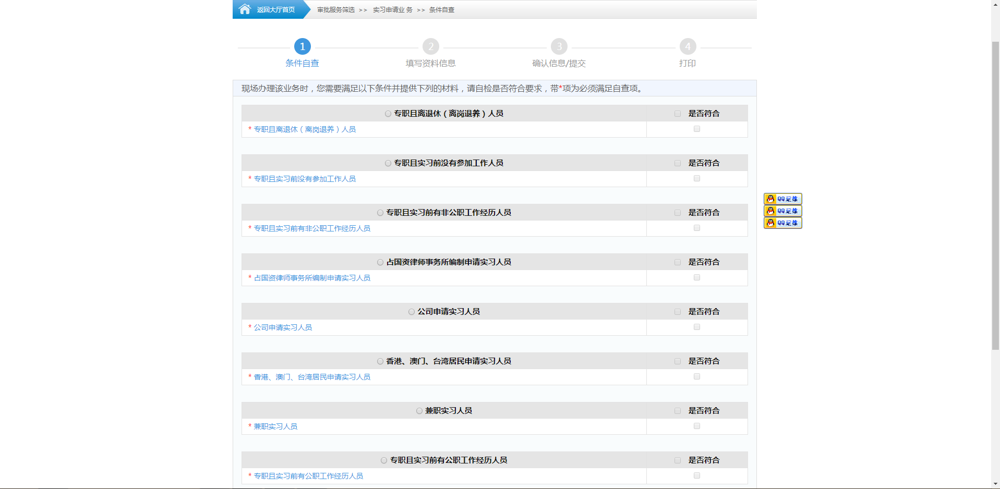 返回大厅首页 审批服务筛选 >> 实习申请业 务 >> 条件自查
1 2 3 4
条件自查 填写资料信息 确认信息/提交 打印
现场办理该业务时，您需要满足以下条件并提供下列的材料，请自检是否符合要求，带*项为必须满足自查项。
专职且离退休（离岗退养）人员 是否符合
* 专职且离退休（离岗退养）人员
专职且实习前没有参加工作人员 是否符合
* 专职且实习前没有参加工作人员
QQ运维
专职且实习前有非公职工作经历人员 是否符合
QQ运维
QQ运维
* 专职且实习前有非公职工作经历人员
占国资律师事务所编制申请实习人员 是否符合
* 占国资律师事务所编制申请实习人员
公司申请实习人员 是否符合
* 公司申请实习人员
香港、澳门、台湾居民申请实习人员 是否符合
* 香港、澳门、台湾居民申请实习人员
兼职实习人员 是否符合
* 兼职实习人员
专职且实习前有公职工作经历人员 是否符合
* 专职且实习前有公职工作经历人员